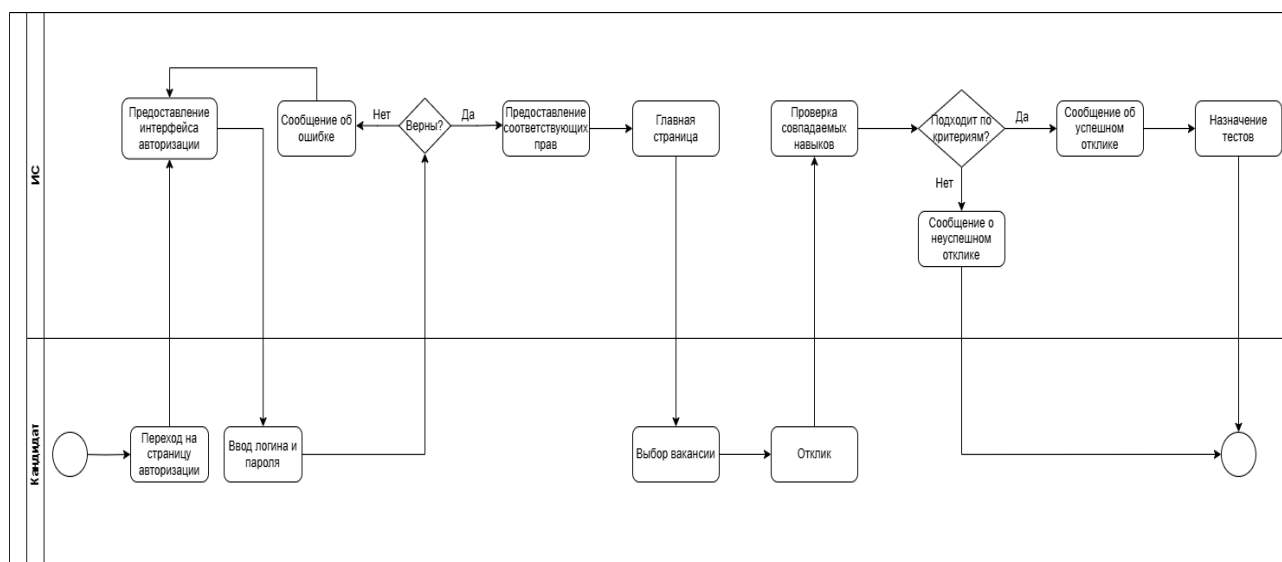 ИС
Предоставление
интерфейса
авторизации
Сообщение об
ошибке
Нет
Верны?
Да
Предоставление
соответствующих
прав
Главная
страница
Проверка
совпадаемых
навыков
Подходит по
критериям?
Да
Сообщение об
успешном
отклике
Назначение
тестов
Нет
Сообщение о
неуспешном
отклике
Кандидат
Переход на
страницу
авторизации
Ввод логина и
пароля
Выбор вакансии
Отклик